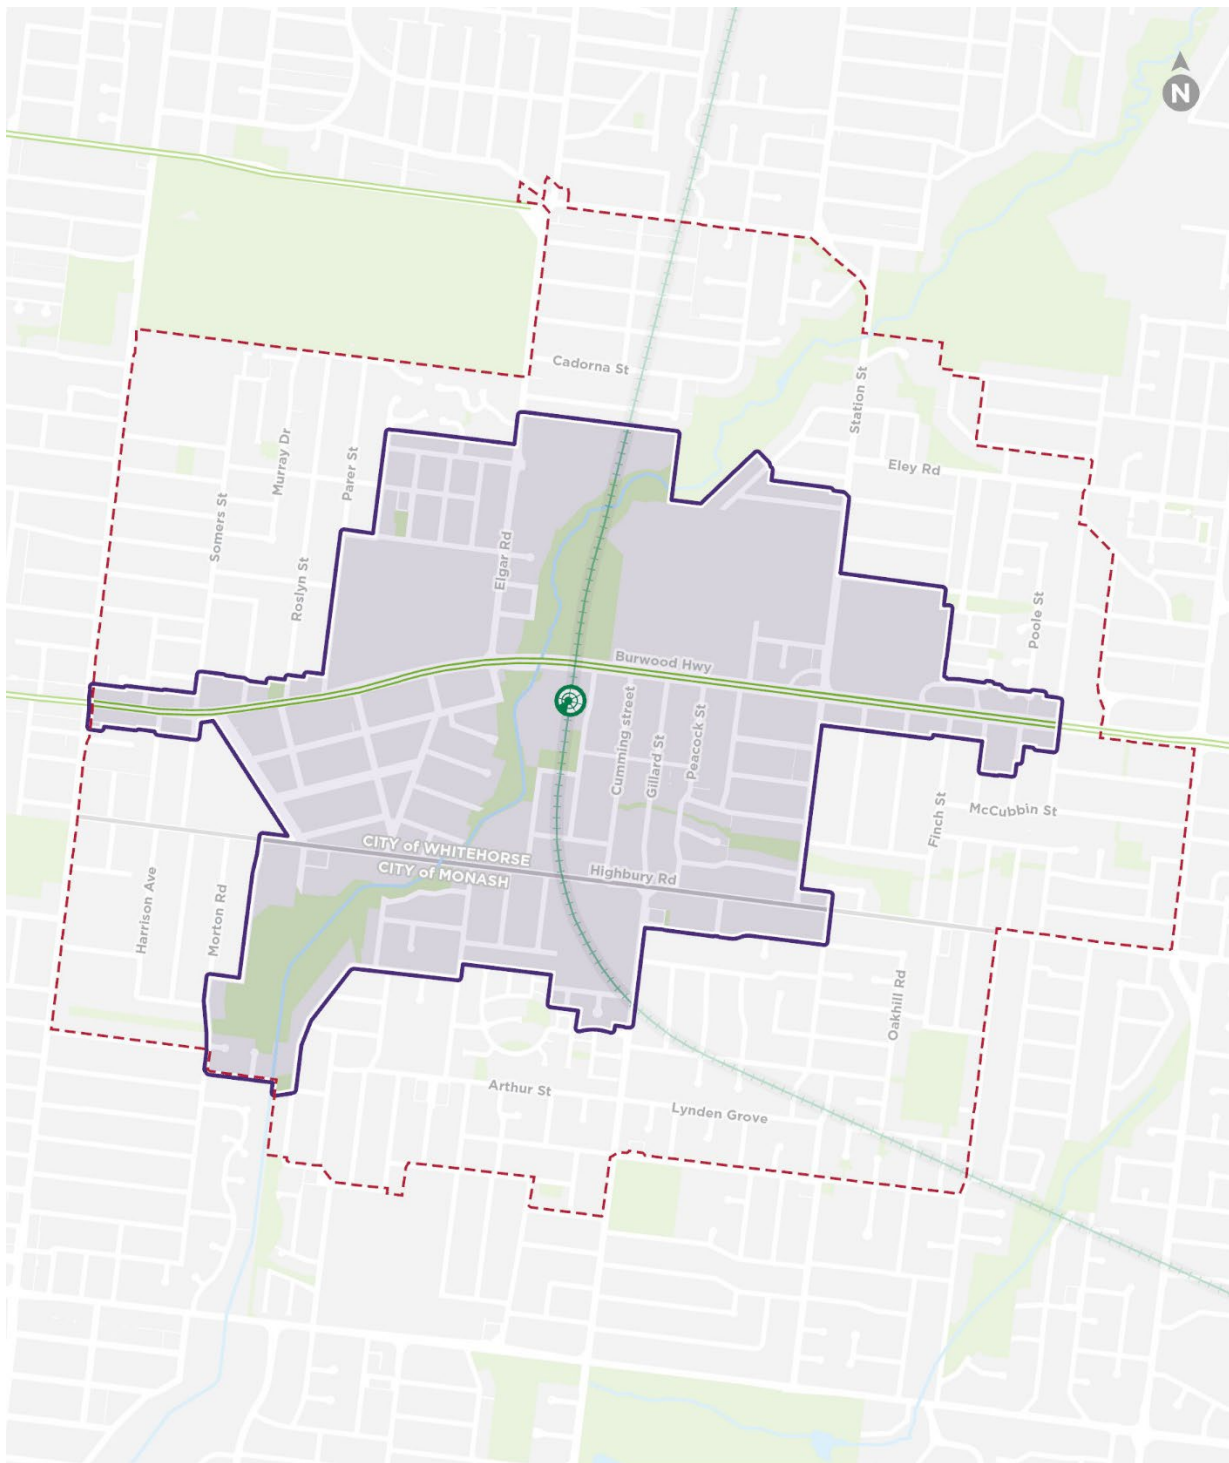 N
Cadorna St
Station St
Murray Dr
Parer St
Eley Rd
Somers St
Elgar Rd
Roslyn St
Poole St
Burwood Hwy
Cumming street
Gillard St
Peacock St
Finch St
McCubbin St
CITY of WHITEHORSE
CITY of MONASH
Highbury Rd
Harrison Ave
Morton Rd
Oakhill Rd
Arthur St
Lynden Grove